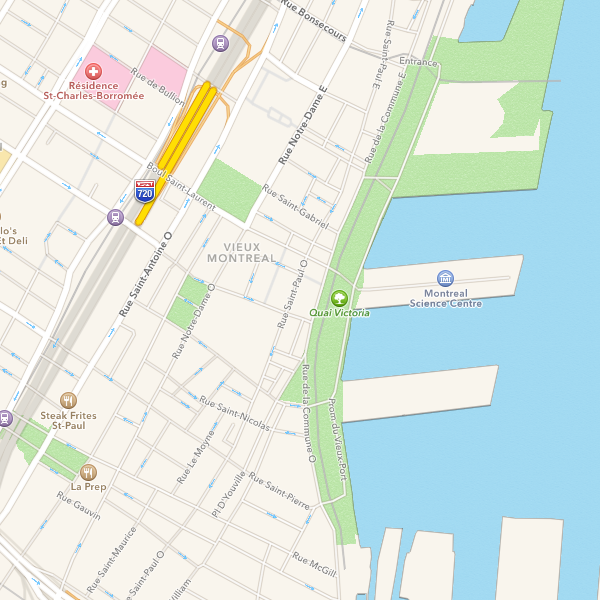 Rue Bonsecours
Rue Saint-Paul E
Entrance
Résidence
St-Charles-Borromée
Rue de Bullion
Rue Notre-Dame E
Rue de la Commune E
Boul Saint-Laurent
720
Rue Saint-Gabriel
lo's
Et Deli
VIEUX
MONTREAL
Rue Saint-Antoine O
Rue Saint-Paul O
Montreal
Science Centre
Quai Victoria
Rue Notre-Dame O
Rue de la Commune O
Prom du Vieux-Port
Steak Frites
St-Paul
Rue Saint-Nicolas
Rue Le Moyne
La Prep
Pl D'Youville
Rue Saint-Pierre
Rue Gauvin
Rue Saint-Maurice
Rue McGill
Saint-Paul O
William